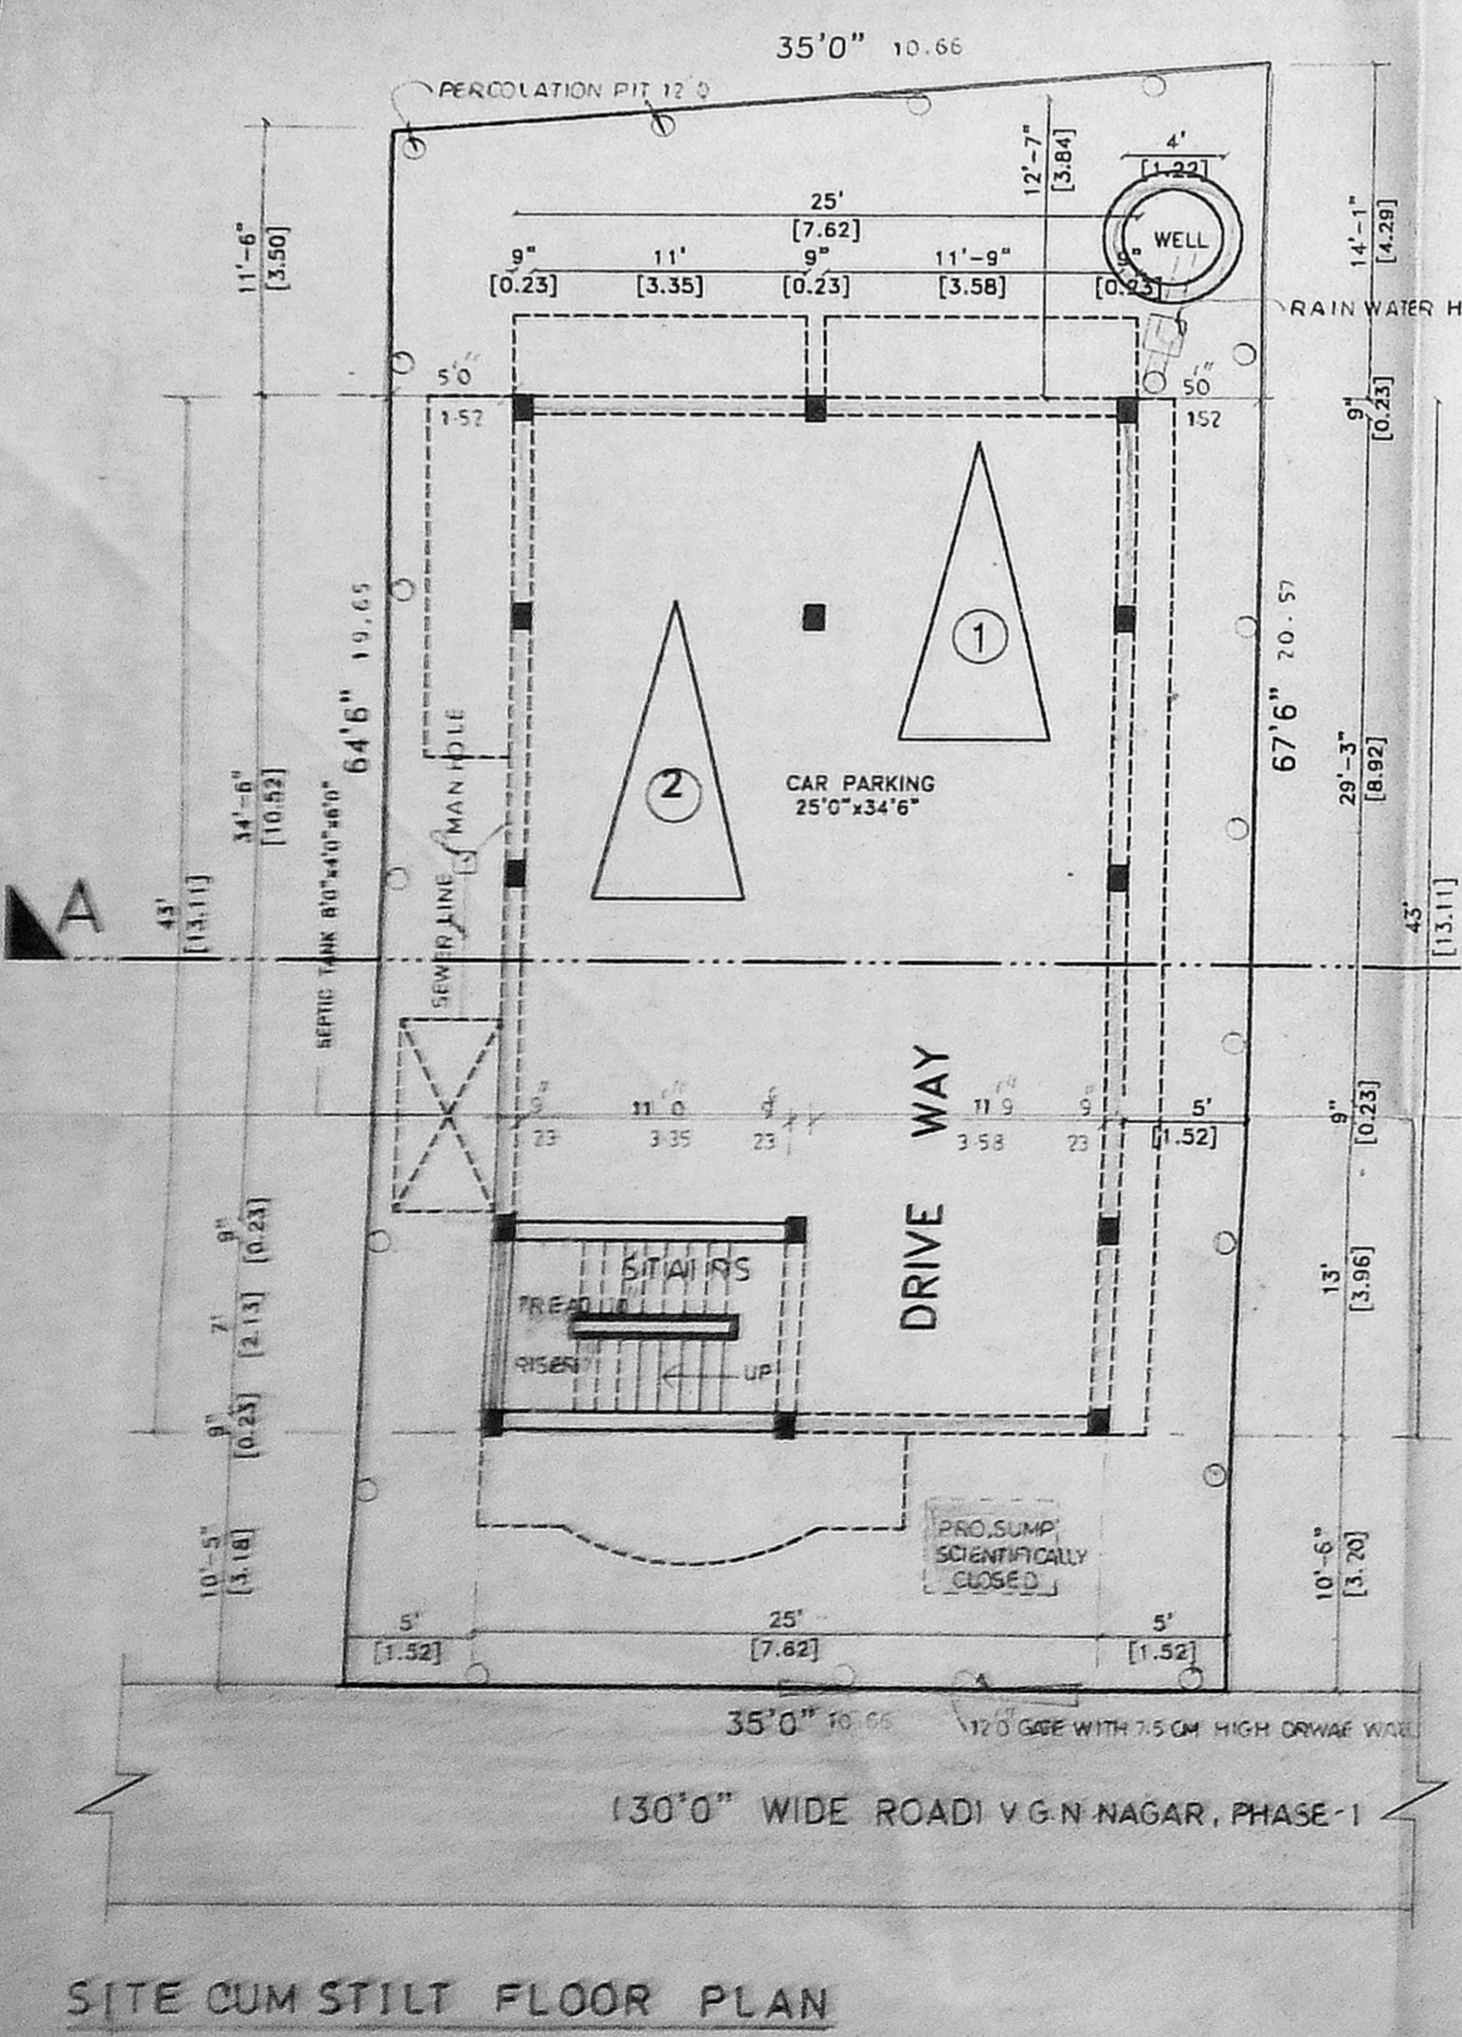 35'0" 10.66
PERCOLATION PIT 12"0
12'-7"
[3.84]
4'
[1.22]
WELL
25'
[7.62]
9" 11' 9" 11'-9" 9"
[0.23] [3.35] [0.23] [3.58] [0.23]
11'-6"
[3.50]
14'-1"
[4.29]
RAIN WATER H
5'0"
1.52
50"
152
9"
[0.23]
64'6" 19.65
67'6" 20.57
1
2
CAR PARKING
25'0"x34'6"
34'-6"
[10.52]
29'-3"
[8.92]
43'
[13.11]
43'
[13.11]
SEPTIC TANK 8'0"x4'0"x6'0"
SEWER LINE
MAN HOLE
A
DRIVE WAY
9" 11'0" 9" 11 9" 9" 5'
23 3.35 23 3.58 23 [1.52]
9"
[0.23]
9"
[0.23]
7'
[2.13]
9"
[0.23]
13'
[3.96]
STAIRS
TREAD 10"
RISER
UP
10'-5"
[3.18]
10'-6"
[3.20]
PRO.SUMP
SCIENTIFICALLY
CLOSED
5' 25' 5'
[1.52] [7.62] [1.52]
35'0" 10.66
12'0" GATE WITH 7.5 CM HIGH
(30'0" WIDE ROAD) V G N NAGAR, PHASE-1
SITE CUM STILT FLOOR PLAN